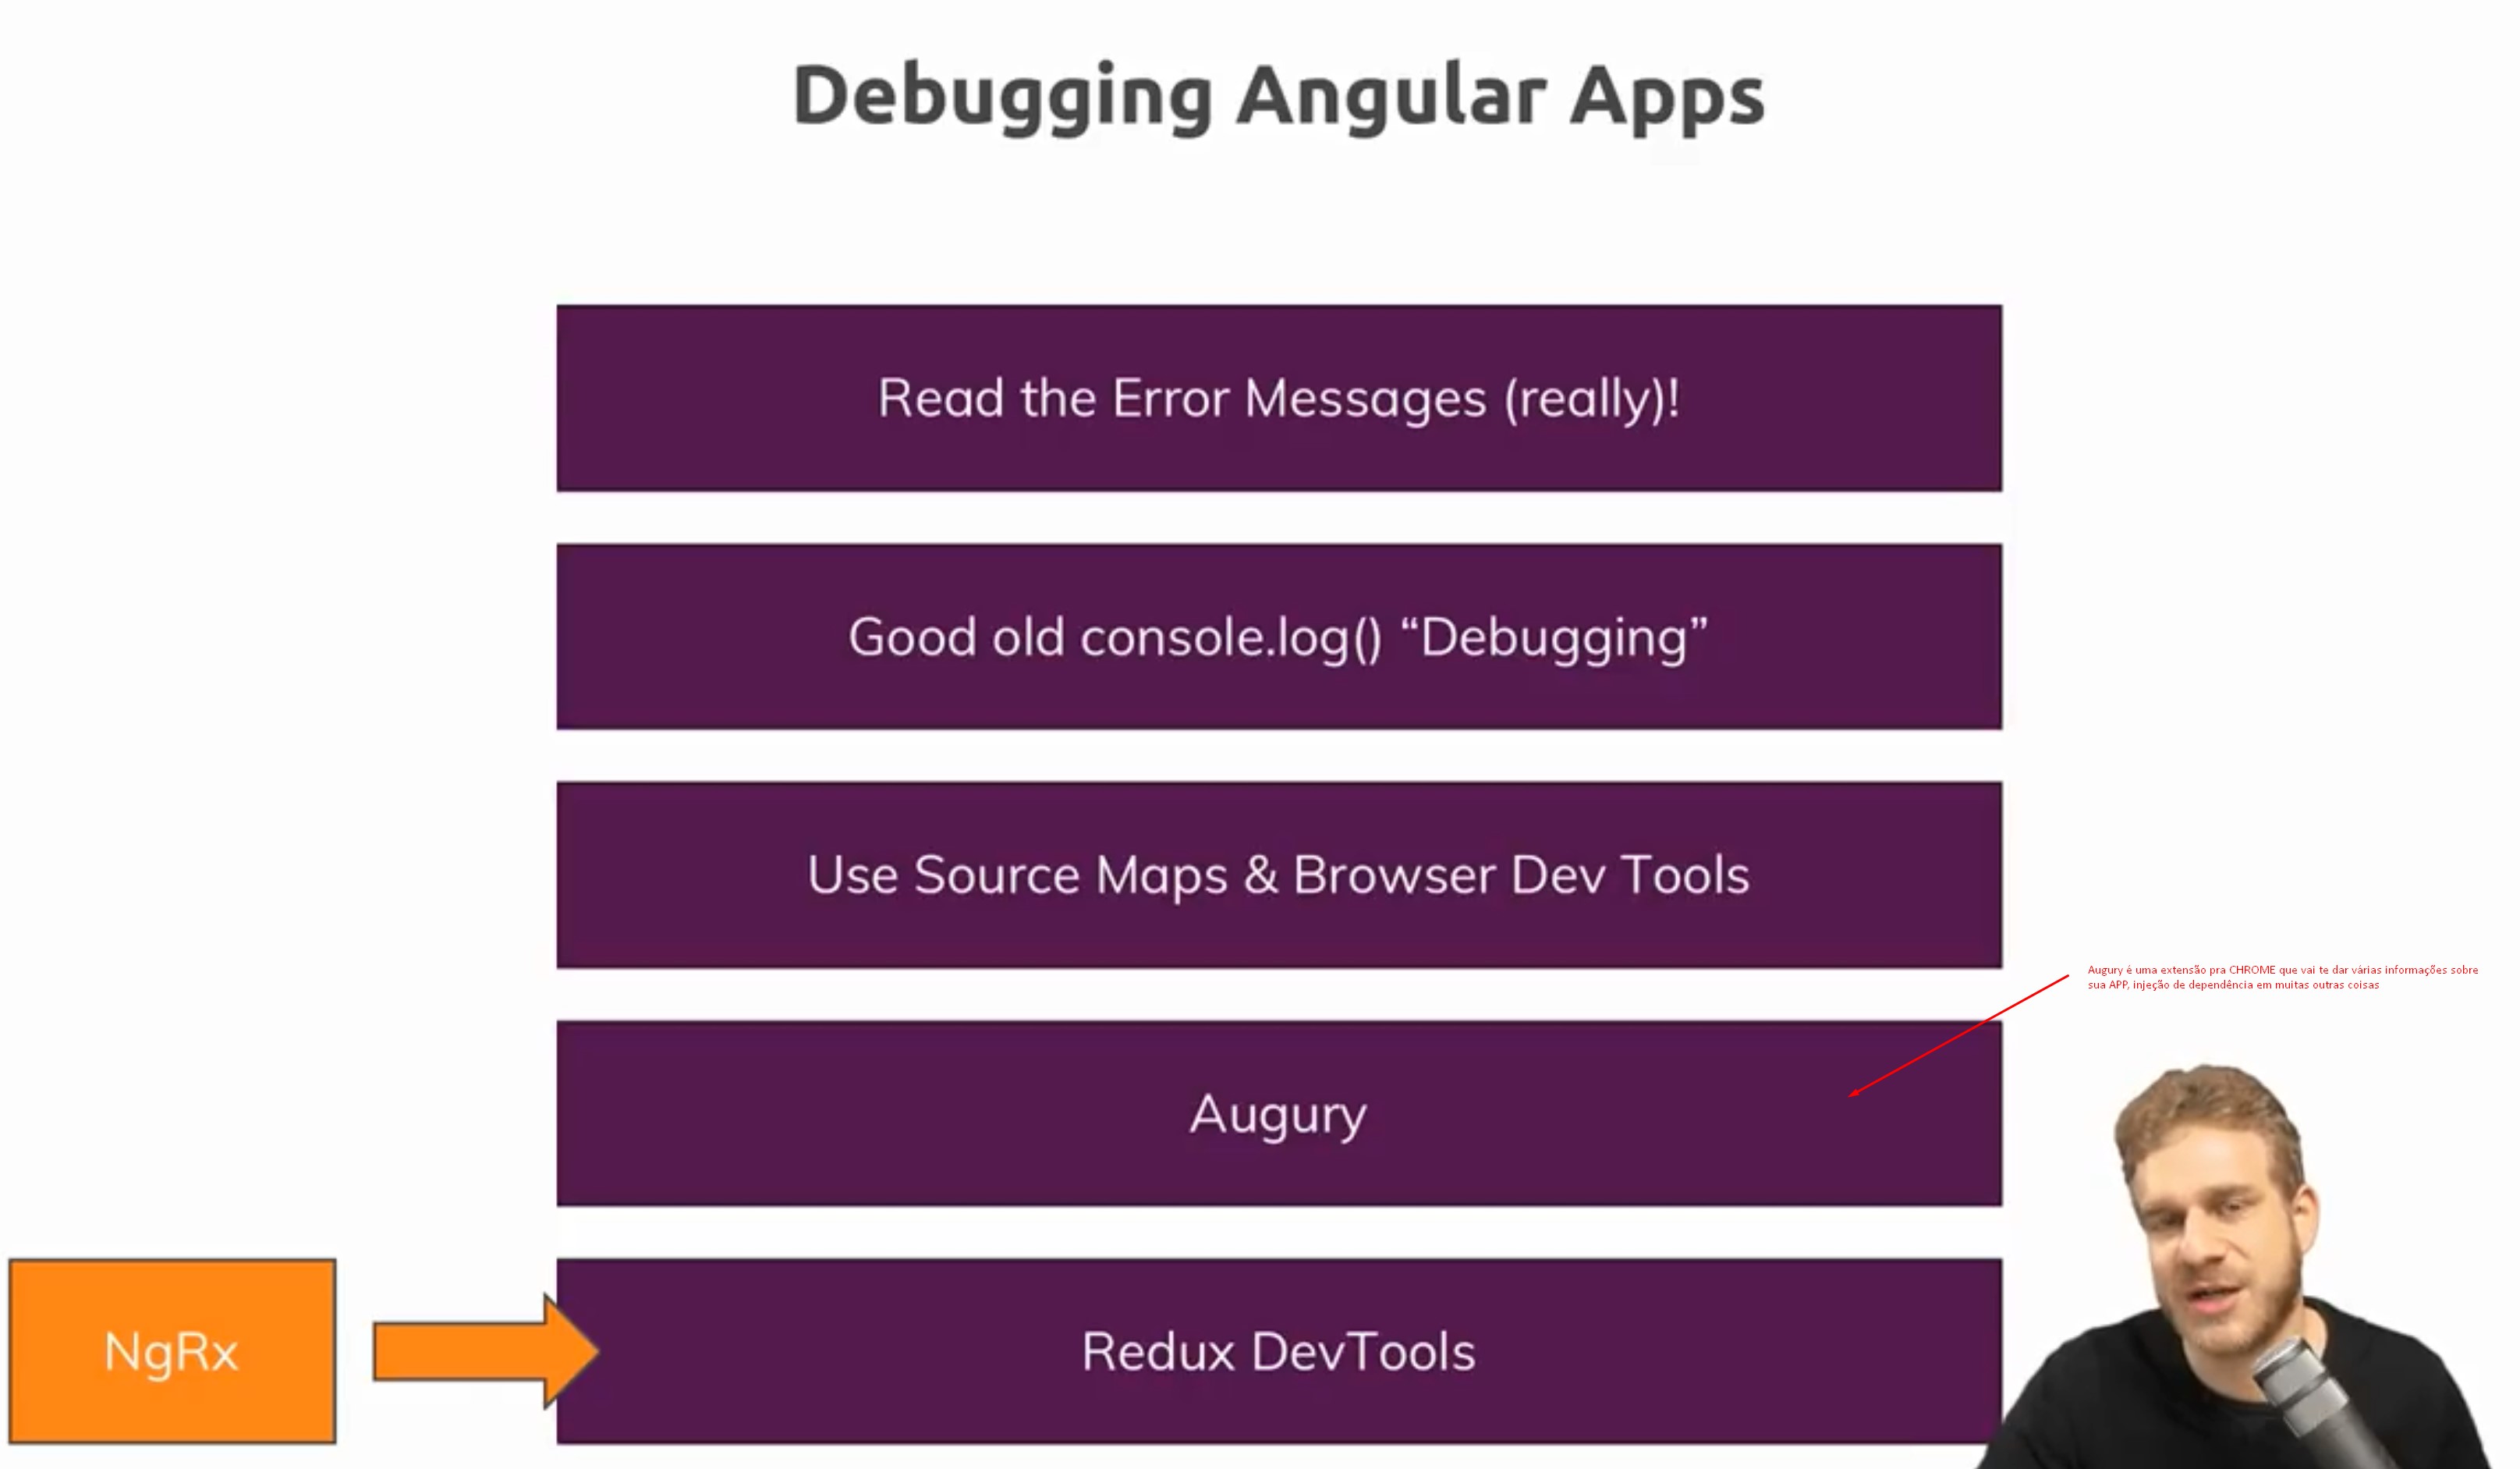 Debugging Angular Apps
Read the Error Messages (really)!
Good old console.log() “Debugging”
Use Source Maps & Browser Dev Tools
Augury é uma extensão pra CHROME que vai te dar várias informações sobre
sua APP, injeção de dependência em muitas outras coisas
Augury
NgRx
Redux DevTools